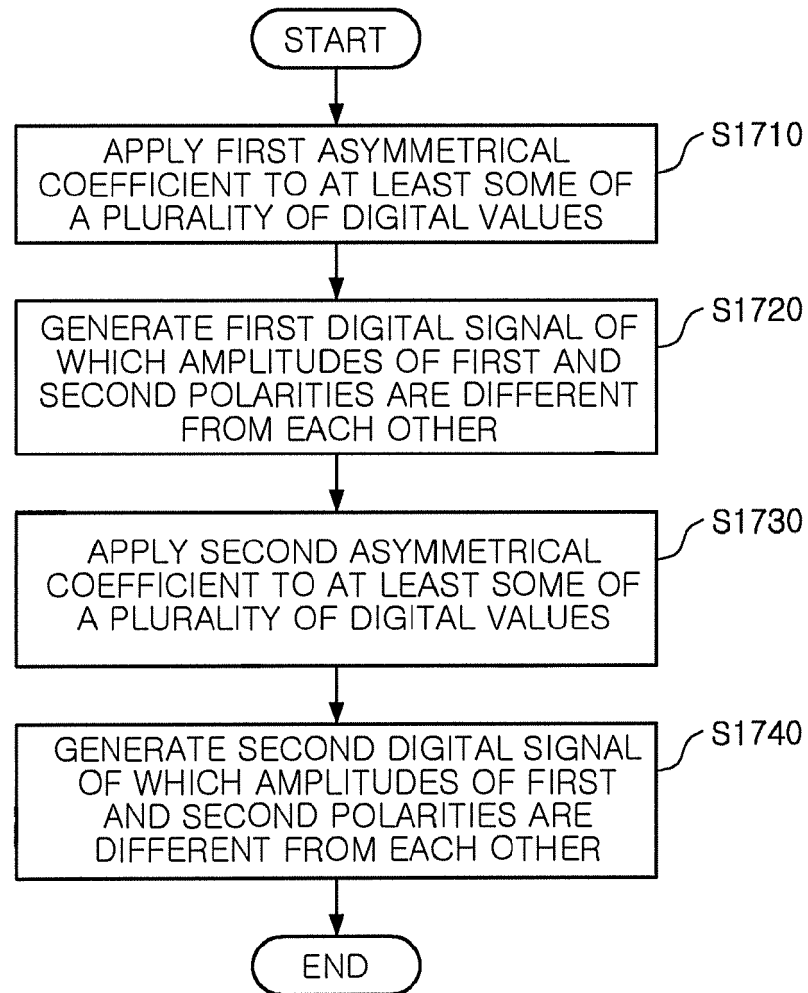 START
APPLY FIRST ASYMMETRICAL
COEFFICIENT TO AT LEAST SOME OF
A PLURALITY OF DIGITAL VALUES
S1710
GENERATE FIRST DIGITAL SIGNAL OF
WHICH AMPLITUDES OF FIRST AND
SECOND POLARITIES ARE DIFFERENT
FROM EACH OTHER
S1720
APPLY SECOND ASYMMETRICAL
COEFFICIENT TO AT LEAST SOME OF
A PLURALITY OF DIGITAL VALUES
S1730
GENERATE SECOND DIGITAL SIGNAL
OF WHICH AMPLITUDES OF FIRST
AND SECOND POLARITIES ARE
DIFFERENT FROM EACH OTHER
S1740
END